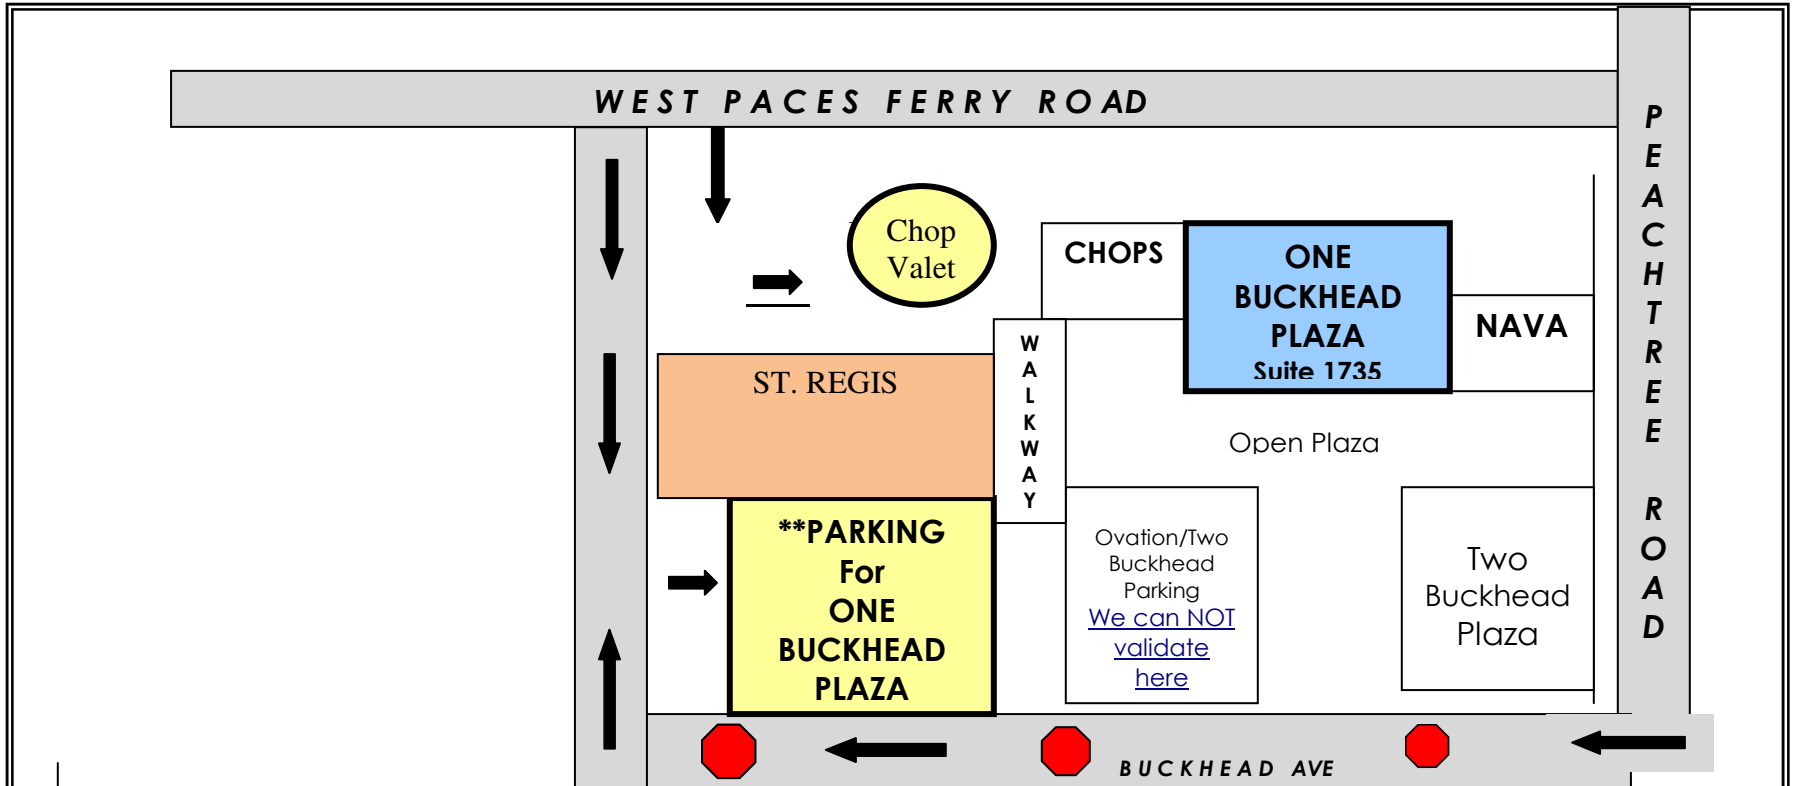 WEST PACES FERRY ROAD
PEACHTREE ROAD
Chop
Valet
CHOPS
ONE
BUCKHEAD
PLAZA
Suite 1735
NAVA
WALKWAY
ST. REGIS
Open Plaza
**PARKING
For
ONE
BUCKHEAD
PLAZA
Ovation/Two
Buckhead
Parking
We can NOT
validate
here
Two
Buckhead
Plaza
BUCKHEAD AVE